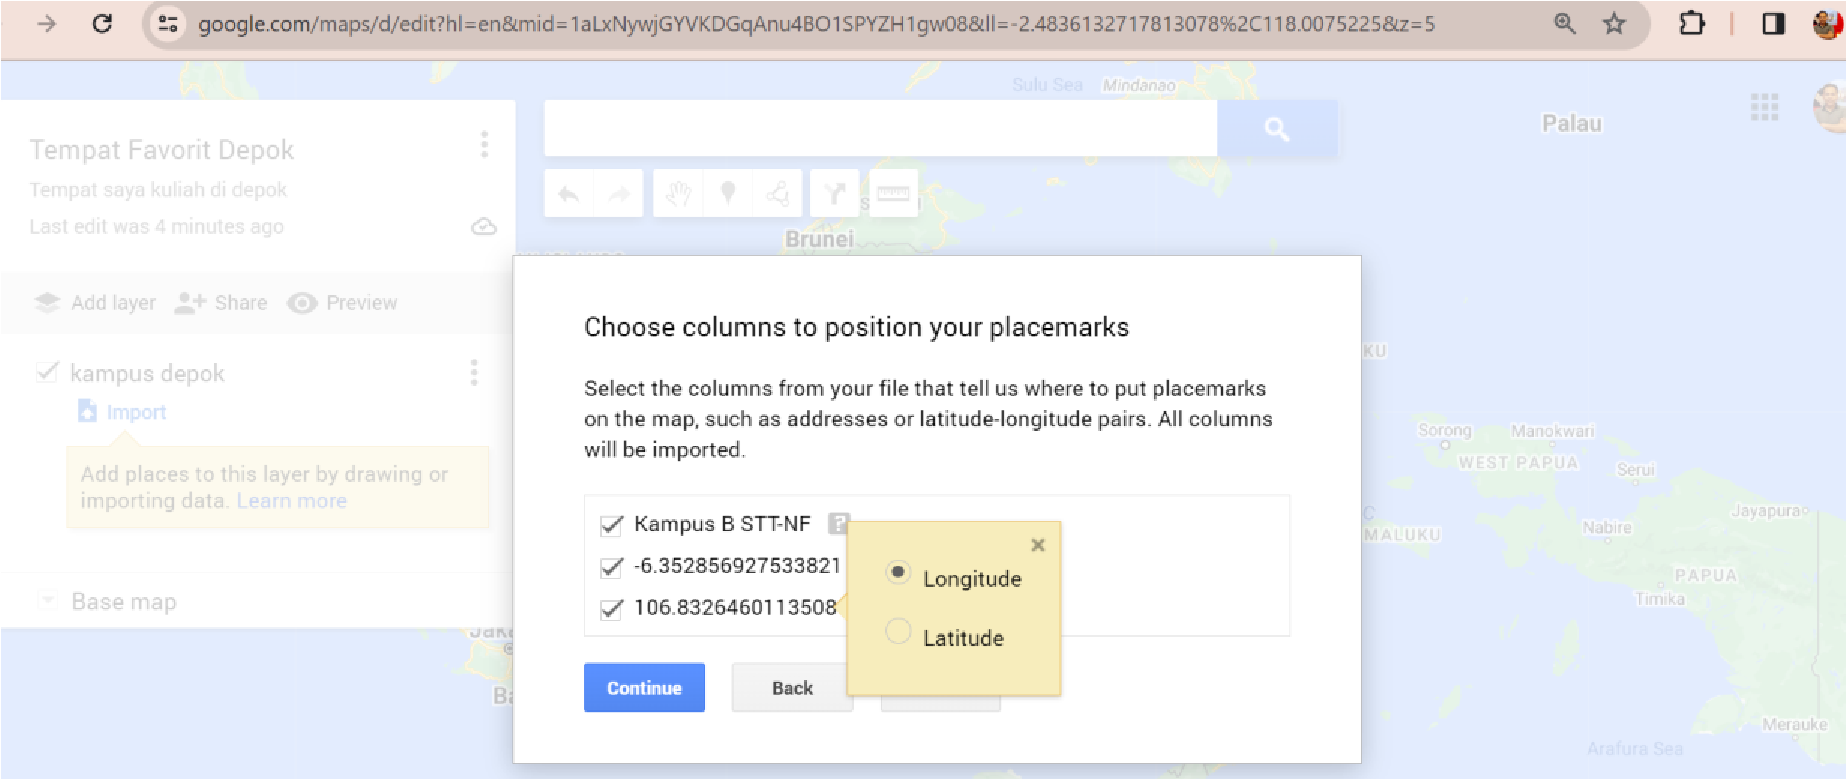 google.com/maps/d/edit?hl=en&mid=1aLxNywjGYVKDGqAnu4BO1SPYZH1gw08&ll=-2.4836132717813078%2C118.0075225&z=5
Sulu Sea
Mindanao
Palau
Tempat Favorit Depok
Tempat saya kuliah di depok
Last edit was 4 minutes ago
Brunei
Add layer Share Preview
kampus depok
Import
Add places to this layer by drawing or
importing data. Learn more
Base map
Choose columns to position your placemarks
Select the columns from your file that tell us where to put placemarks
on the map, such as addresses or latitude-longitude pairs. All columns
will be imported.
Kampus B STT-NF ?
-6.352856927533821
106.8326460113508
Longitude
Latitude
Continue Back
KU
Sorong
Manokwari
WEST PAPUA
Serui
Jayapura
Nabire
MALUKU
PAPUA
Timika
Merauke
Arafura Sea